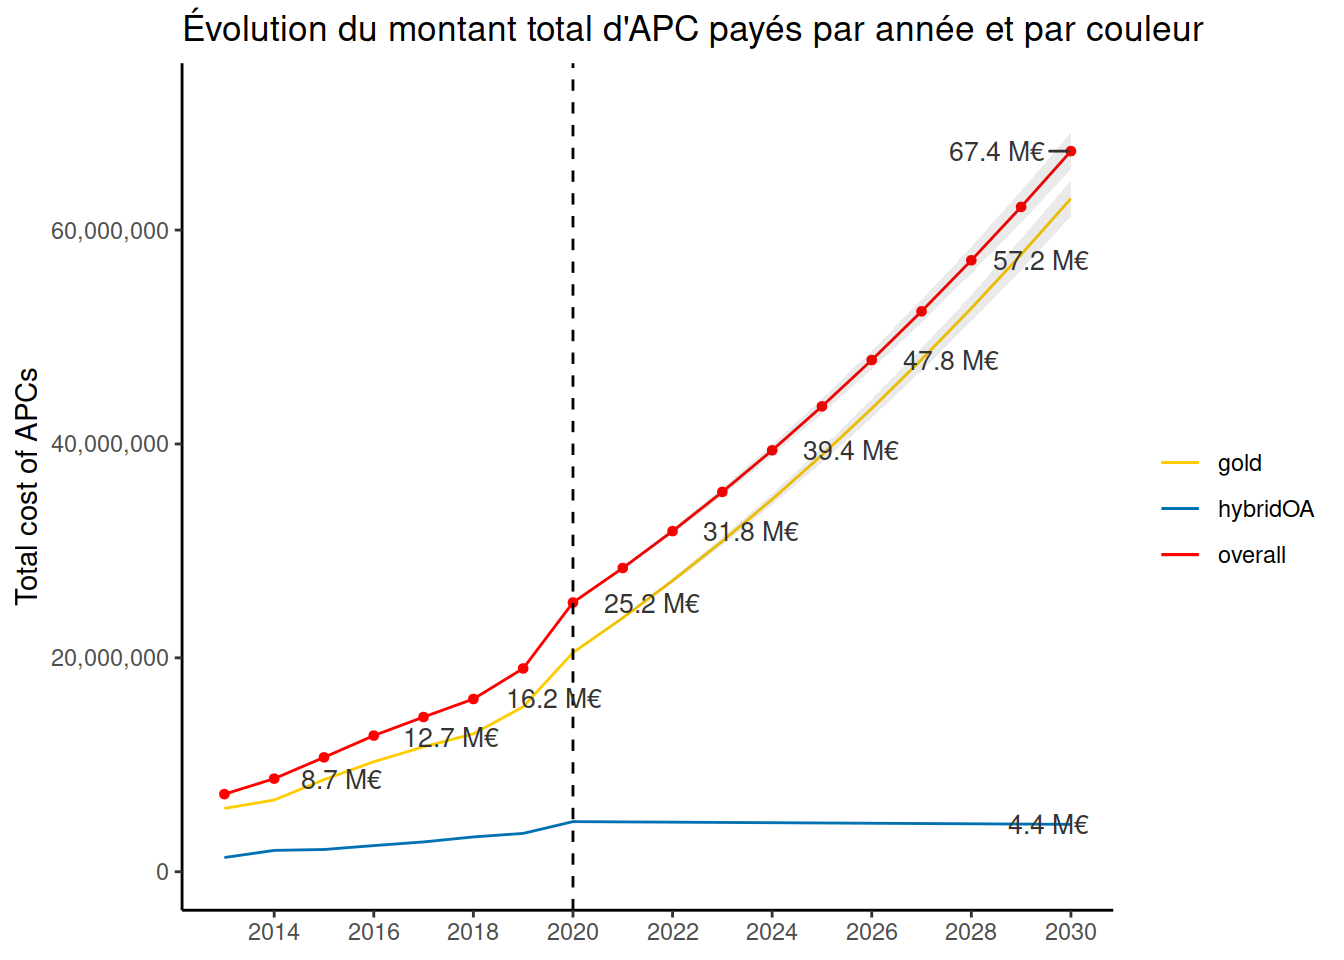 Évolution du montant total d'APC payés par année et par couleur
Total cost of APCs
60,000,000
40,000,000
20,000,000
0
67.4 M€
57.2 M€
47.8 M€
39.4 M€
31.8 M€
25.2 M€
16.2 M€
12.7 M€
8.7 M€
4.4 M€
2014 2016 2018 2020 2022 2024 2026 2028 2030
gold
hybridOA
overall